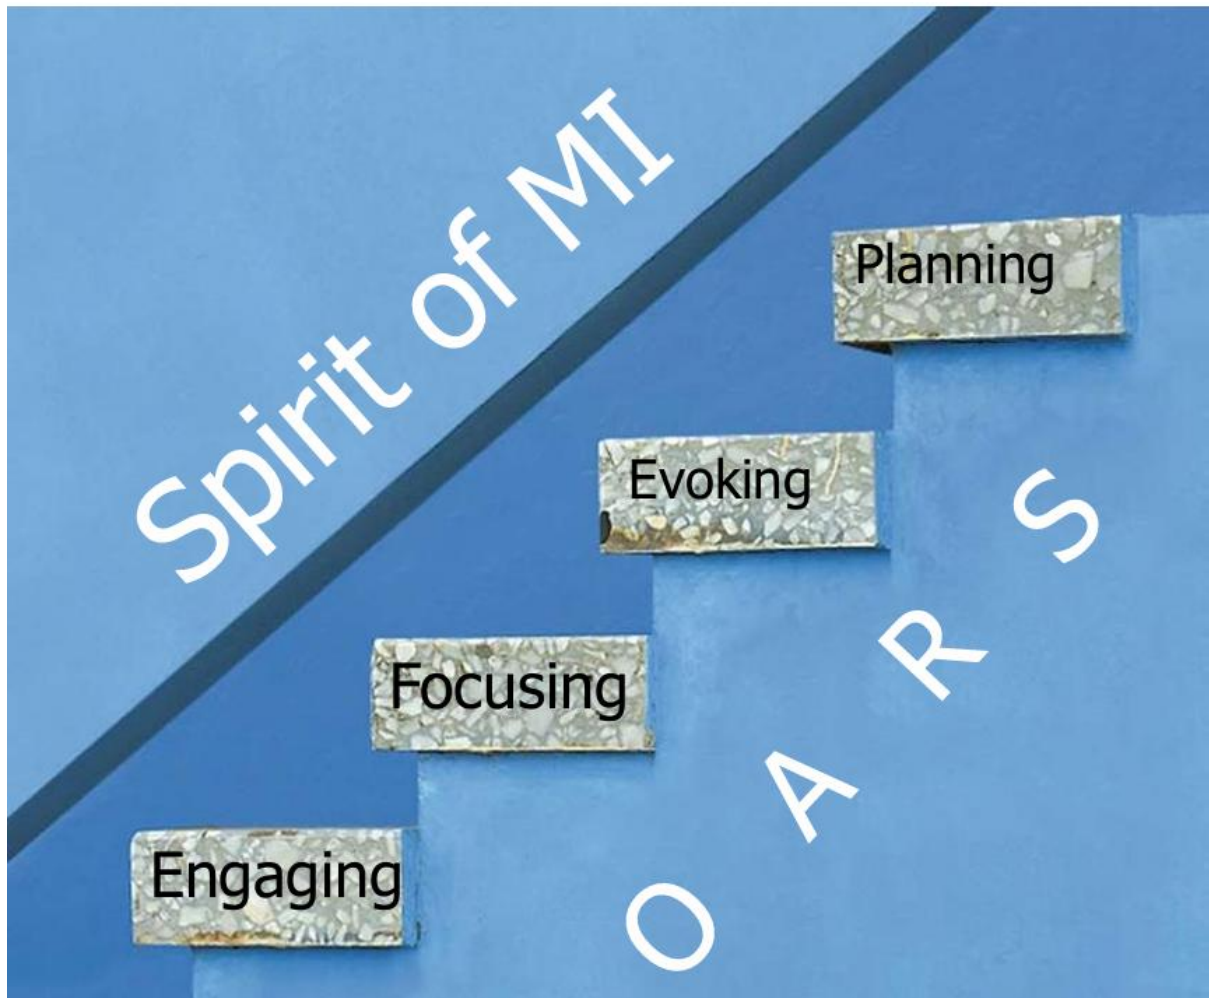 Spirit of MI
Planning
Evoking
Focusing
Engaging
O A R S